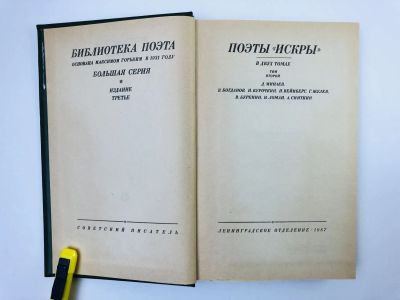 БИБЛИОТЕКА ПОЭТА
ОСНОВАНА МАКСИМОМ ГОРЬКИМ В 1931 ГОДУ
БОЛЬШАЯ СЕРИЯ
ИЗДАНИЕ
ТРЕТЬЕ
СОВЕТСКИЙ ПИСАТЕЛЬ
ПОЭТЫ «ИСКРЫ»
В ДВУХ ТОМАХ
ТОМ
ВТОРОЙ
Д. МИНАЕВ
В. БОГДАНОВ Н. КУРОЧКИН П. ВЕЙНБЕРГ Г. ЖУЛЕВ
В. БУРЕНИН Н. ЛОМАН А. СНИТКИН
ЛЕНИНГРАДСКОЕ ОТДЕЛЕНИЕ · 1987